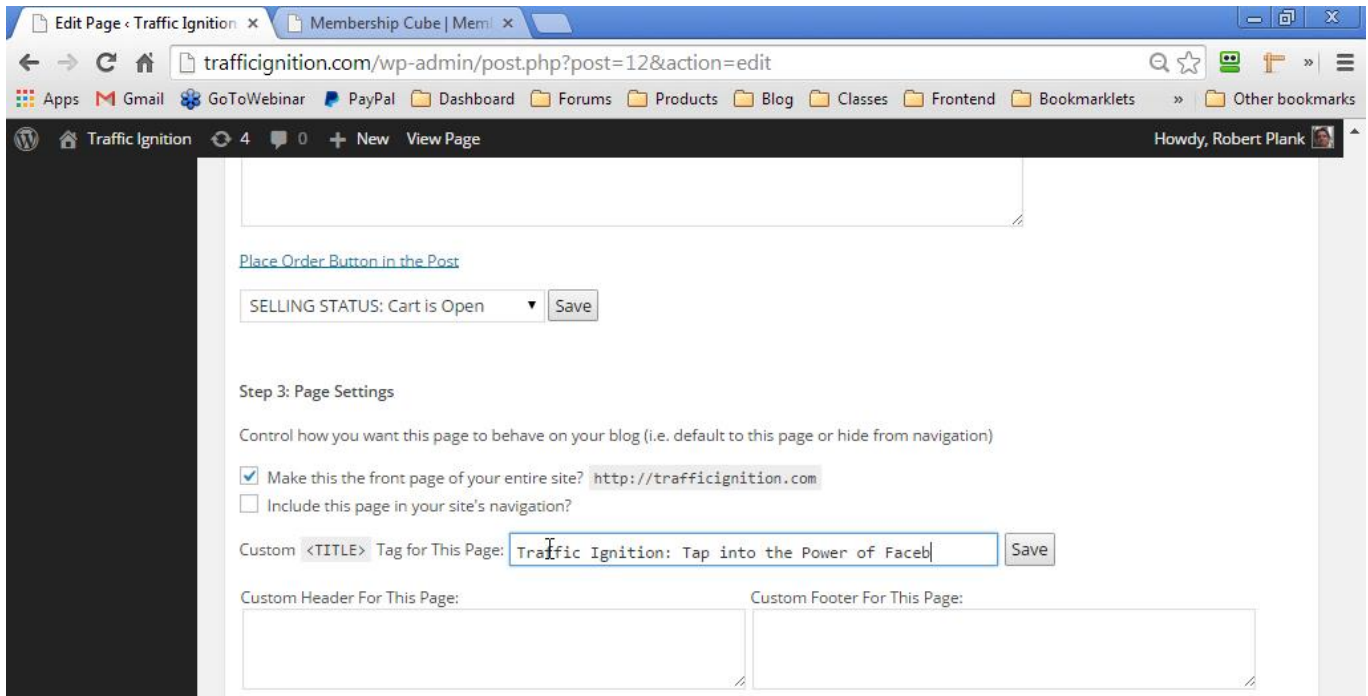 Edit Page ‹ Traffic Ignition
Membership Cube | Mem
trafficignition.com/wp-admin/post.php?post=12&action=edit
Apps Gmail GoToWebinar PayPal Dashboard Forums Products Blog Classes Frontend Bookmarklets » Other bookmarks
Traffic Ignition 4 0 + New View Page Howdy, Robert Plank
Place Order Button in the Post
SELLING STATUS: Cart is Open Save
Step 3: Page Settings
Control how you want this page to behave on your blog (i.e. default to this page or hide from navigation)
Make this the front page of your entire site? http://trafficignition.com
Include this page in your site's navigation?
Custom <TITLE> Tag for This Page: Traffic Ignition: Tap into the Power of Faceb Save
Custom Header For This Page: Custom Footer For This Page: